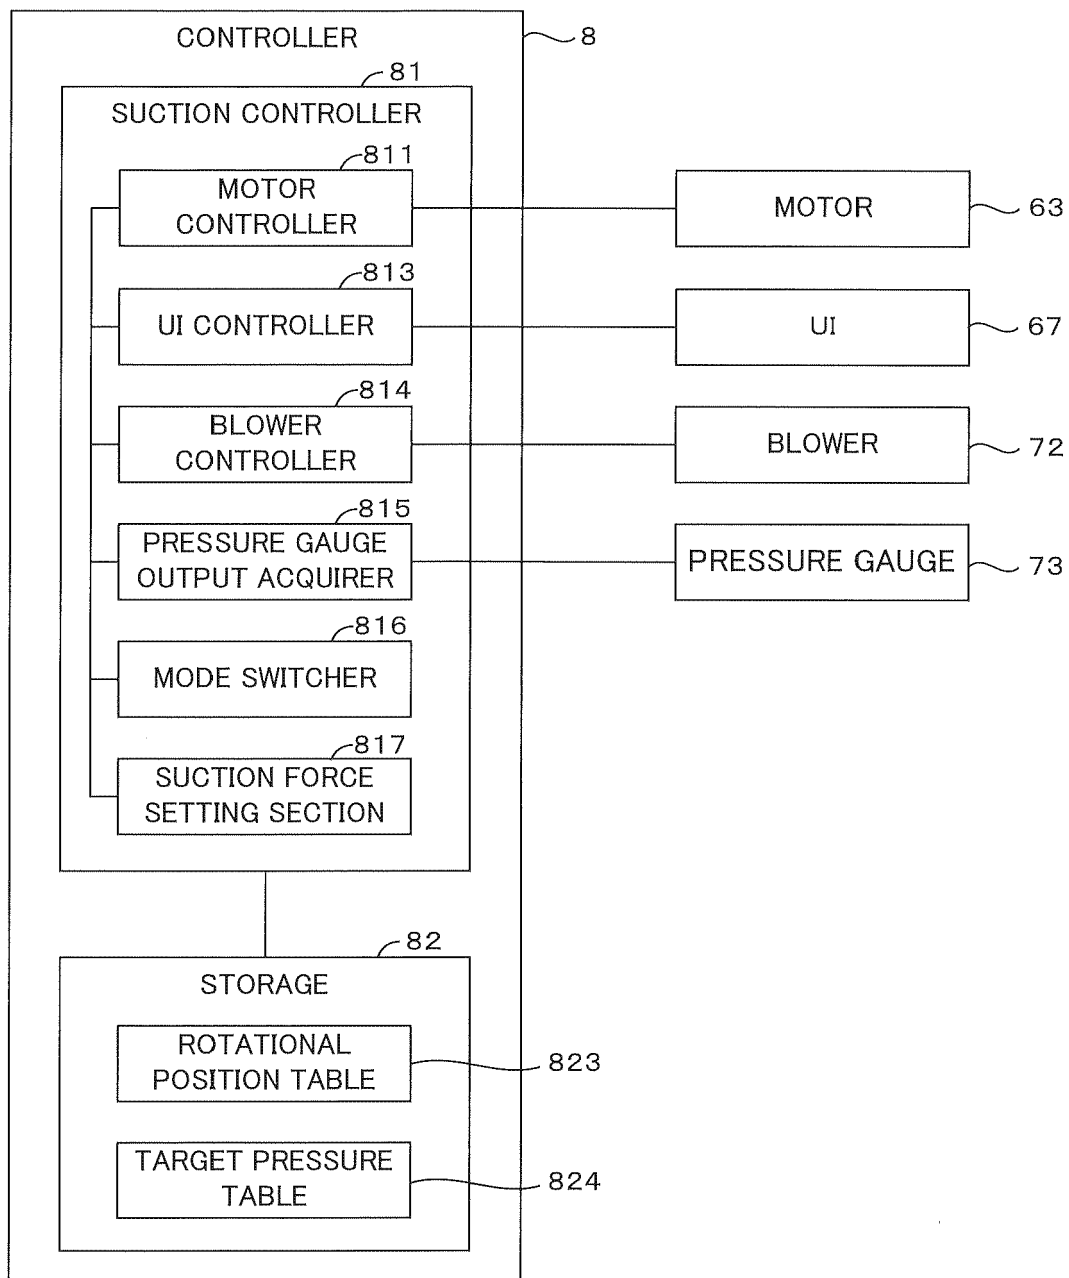 CONTROLLER
8
81
SUCTION CONTROLLER
811
MOTOR
CONTROLLER
MOTOR
63
813
UI CONTROLLER
UI
67
814
BLOWER
CONTROLLER
BLOWER
72
815
PRESSURE GAUGE
OUTPUT ACQUIRER
PRESSURE GAUGE
73
816
MODE SWITCHER
817
SUCTION FORCE
SETTING SECTION
82
STORAGE
ROTATIONAL
POSITION TABLE
823
TARGET PRESSURE
TABLE
824